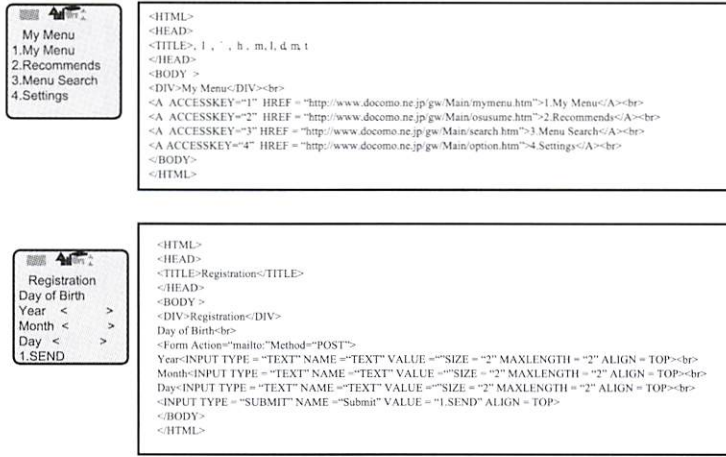 My Menu
1.My Menu
2.Recommends
3.Menu Search
4.Settings
<HTML>
<HEAD>
<TITLE>, l , ` , h . m, l, d m, t
</HEAD>
<BODY >
<DIV>My Menu</DIV><br>
<A ACCESSKEY="1" HREF = "http://www.docomo.ne.jp/gw/Main/mymenu.htm">1.My Menu</A><br>
<A ACCESSKEY="2" HREF = "http://www.docomo.ne.jp/gw/Main/osusume.htm">2.Recommends</A><br>
<A ACCESSKEY="3" HREF = "http://www.docomo.ne.jp/gw/Main/search.htm">3.Menu Search</A><br>
<A ACCESSKEY="4" HREF = "http://www.docomo.ne.jp/gw/Main/option.htm">4.Settings</A><br>
</BODY>
</HTML>
Registration
Day of Birth
Year < >
Month < >
Day < >
1.SEND
<HTML>
<HEAD>
<TITLE>Registration</TITLE>
</HEAD>
<BODY >
<DIV>Registration</DIV>
Day of Birth<br>
<Form Action="mailto:"Method="POST">
Year<INPUT TYPE = "TEXT" NAME ="TEXT" VALUE =""SIZE = "2" MAXLENGTH = "2" ALIGN = TOP><br>
Month<INPUT TYPE = "TEXT" NAME ="TEXT" VALUE =""SIZE = "2" MAXLENGTH = "2" ALIGN = TOP><br>
Day<INPUT TYPE = "TEXT" NAME ="TEXT" VALUE =""SIZE = "2" MAXLENGTH = "2" ALIGN = TOP><br>
<INPUT TYPE = "SUBMIT" NAME ="Submit" VALUE = "1.SEND" ALIGN = TOP>
</BODY>
</HTML>